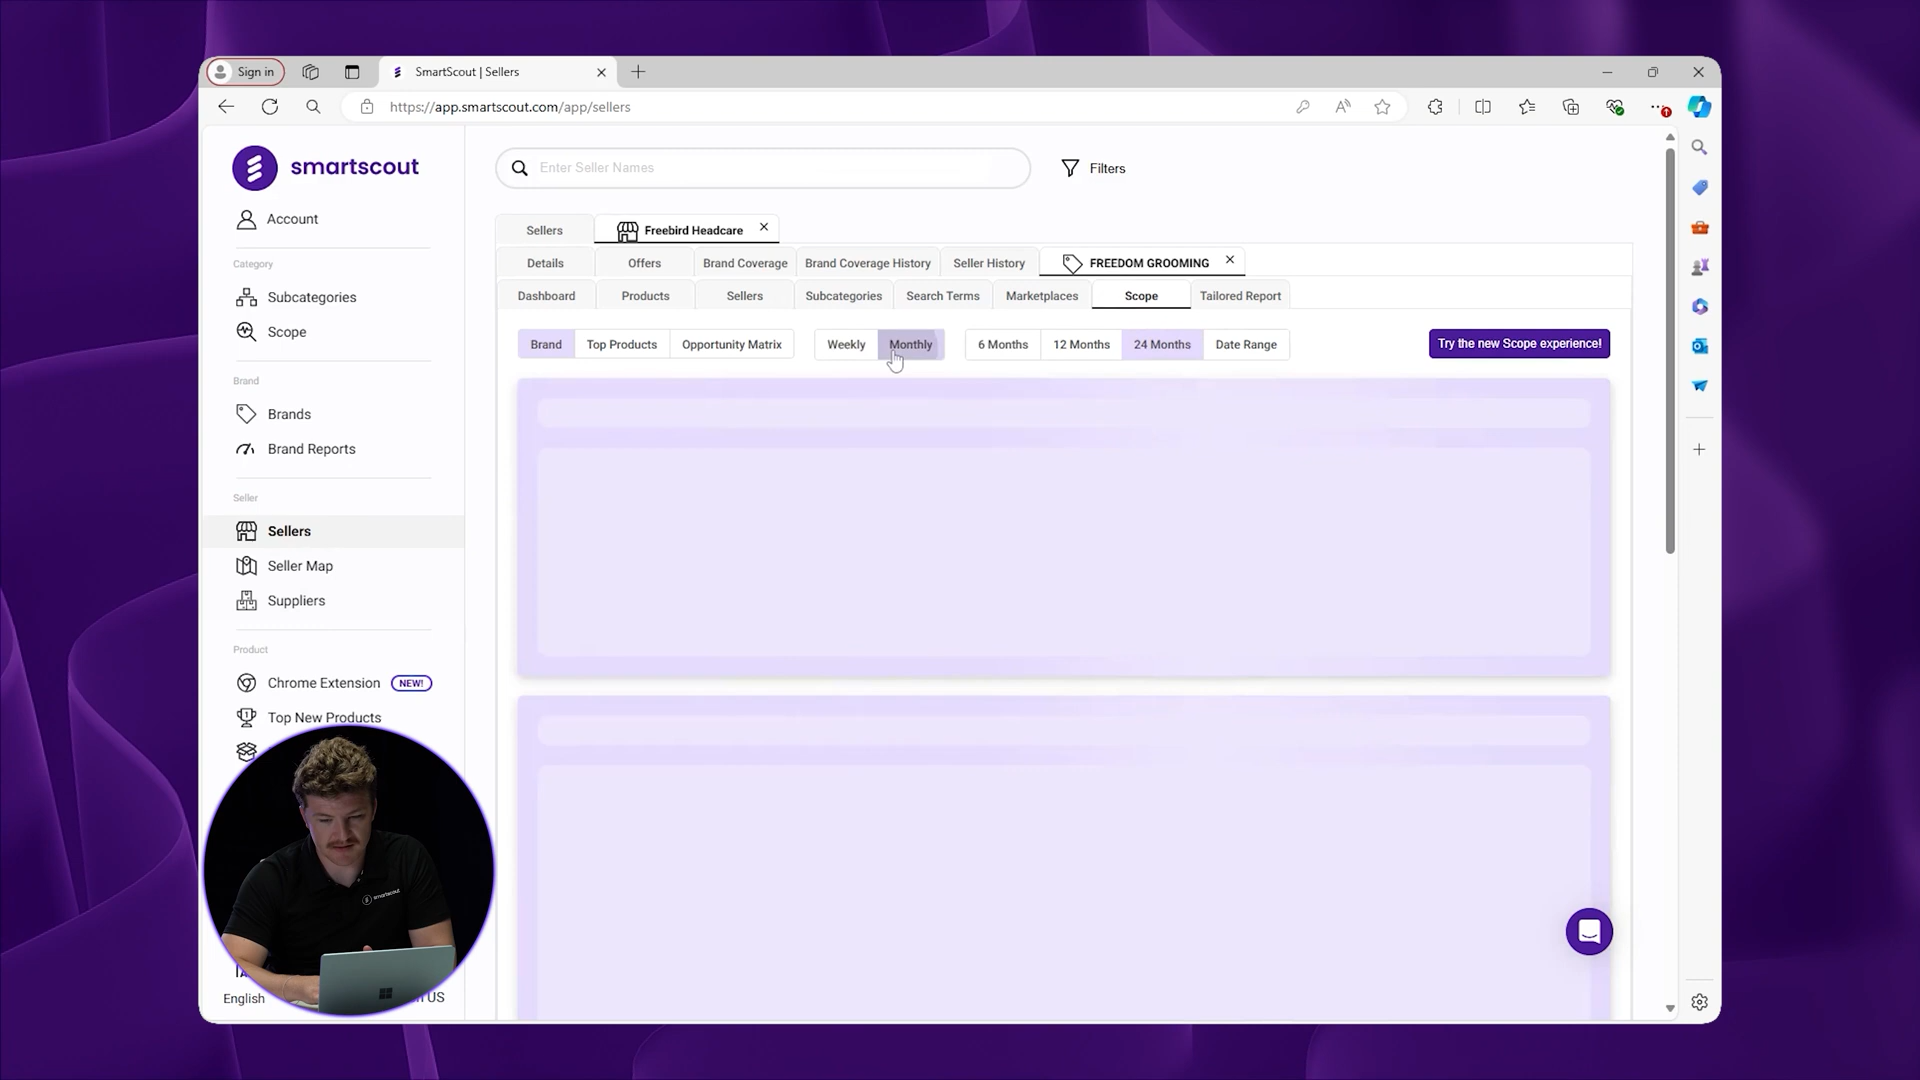 Sign in
SmartScout | Sellers
https://app.smartscout.com/app/sellers
smartscout
Enter Seller Names
Filters
Account
Sellers
Freebird Headcare
Category
Details
Offers
Brand Coverage
Brand Coverage History
Seller History
FREEDOM GROOMING
Subcategories
Dashboard
Products
Sellers
Subcategories
Search Terms
Marketplaces
Scope
Tailored Report
Scope
Brand
Top Products
Opportunity Matrix
Weekly
Monthly
6 Months
12 Months
24 Months
Date Range
Try the new Scope experience!
Brand
Brands
Brand Reports
Seller
Sellers
Seller Map
Suppliers
Product
Chrome Extension
NEW!
Top New Products
smartscout
English
US